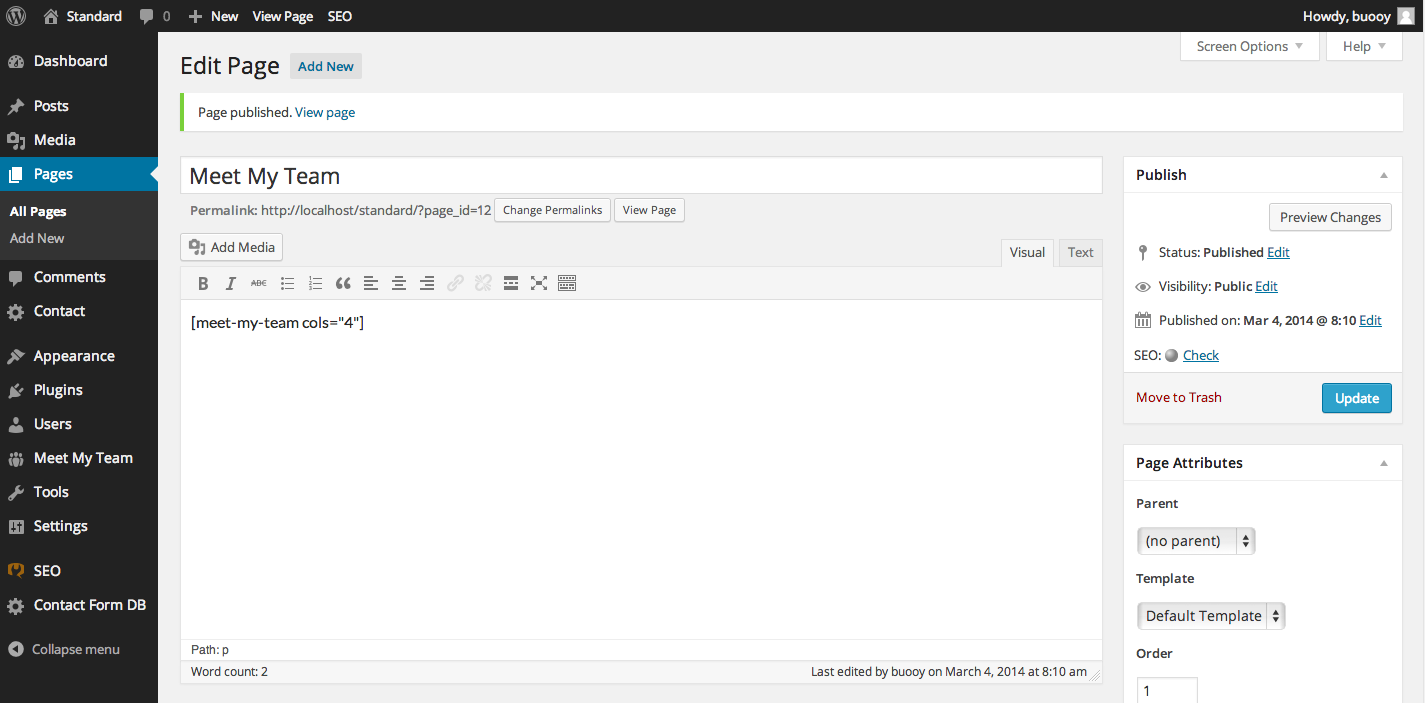 Standard 0 New View Page SEO Howdy, buooy
Screen Options Help
Dashboard
Posts
Media
Pages
All Pages
Add New
Comments
Contact
Appearance
Plugins
Users
Meet My Team
Tools
Settings
SEO
Contact Form DB
Collapse menu
Edit Page Add New
Page published. View page
Meet My Team
Permalink: http://localhost/standard/?page_id=12 Change Permalinks View Page
Add Media Visual Text
B I ABC
[meet-my-team cols="4"]
Path: p
Word count: 2 Last edited by buooy on March 4, 2014 at 8:10 am
Publish
Preview Changes
Status: Published Edit
Visibility: Public Edit
Published on: Mar 4, 2014 @ 8:10 Edit
SEO: Check
Move to Trash Update
Page Attributes
Parent
(no parent)
Template
Default Template
Order
1